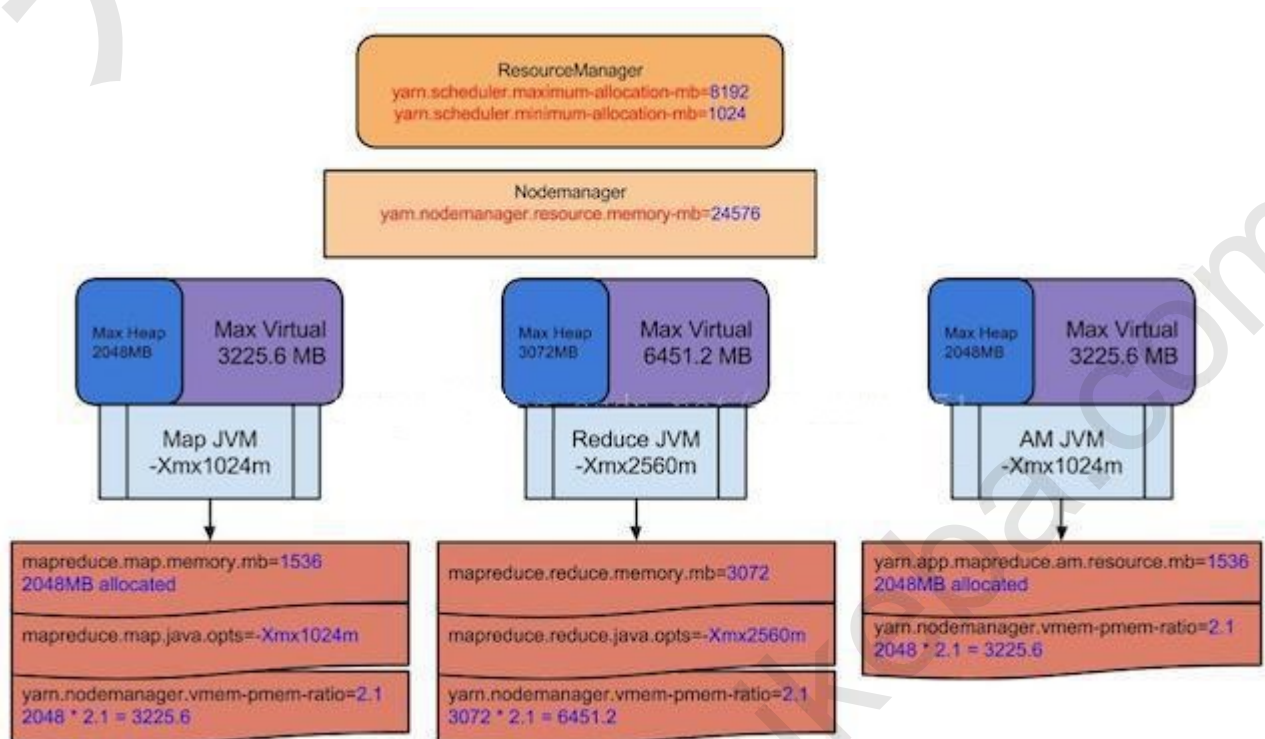 ResourceManager
yarn.scheduler.maximum-allocation-mb=8192
yarn.scheduler.minimum-allocation-mb=1024
Nodemanager
yarn.nodemanager.resource.memory-mb=24576
Max Heap
2048MB
Max Virtual
3225.6 MB
Map JVM
-Xmx1024m
mapreduce.map.memory.mb=1536
2048MB allocated
mapreduce.map.java.opts=-Xmx1024m
yarn.nodemanager.vmem-pmem-ratio=2.1
2048 * 2.1 = 3225.6
Max Heap
3072MB
Max Virtual
6451.2 MB
Reduce JVM
-Xmx2560m
mapreduce.reduce.memory.mb=3072
mapreduce.reduce.java.opts=-Xmx2560m
yarn.nodemanager.vmem-pmem-ratio=2.1
3072 * 2.1 = 6451.2
Max Heap
2048MB
Max Virtual
3225.6 MB
AM JVM
-Xmx1024m
yarn.app.mapreduce.am.resource.mb=1536
2048MB allocated
yarn.nodemanager.vmem-pmem-ratio=2.1
2048 * 2.1 = 3225.6